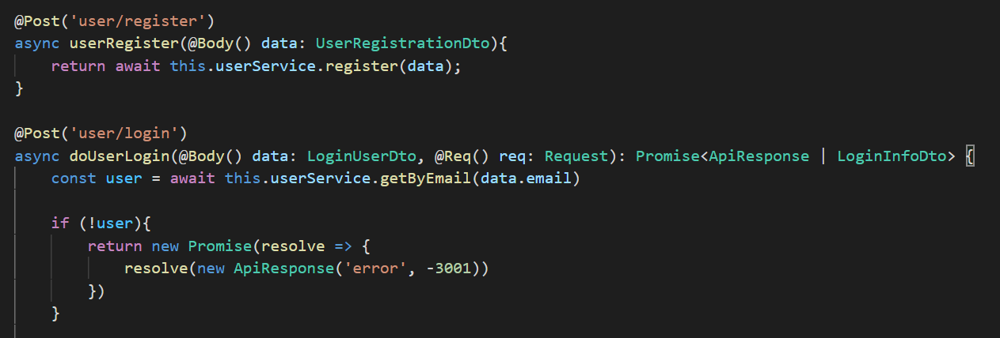 @Post('user/register')
async userRegister(@Body() data: UserRegistrationDto){
return await this.userService.register(data);
}
@Post('user/login')
async doUserLogin(@Body() data: LoginUserDto, @Req() req: Request): Promise<ApiResponse | LoginInfoDto> {
const user = await this.userService.getByEmail(data.email)
if (!user){
return new Promise(resolve => {
resolve(new ApiResponse('error', -3001))
})
}